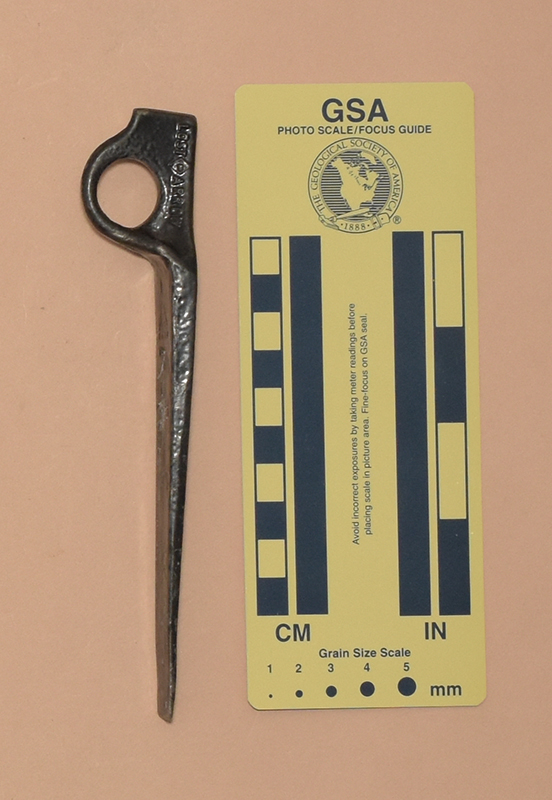 GSA
PHOTO SCALE/FOCUS GUIDE
THE GEOLOGICAL SOCIETY OF AMERICA
1888
®
Avoid incorrect exposures by taking meter readings before
placing scale in picture area. Fine-focus on GSA seal.
CM
IN
Grain Size Scale
1 2 3 4 5
mm